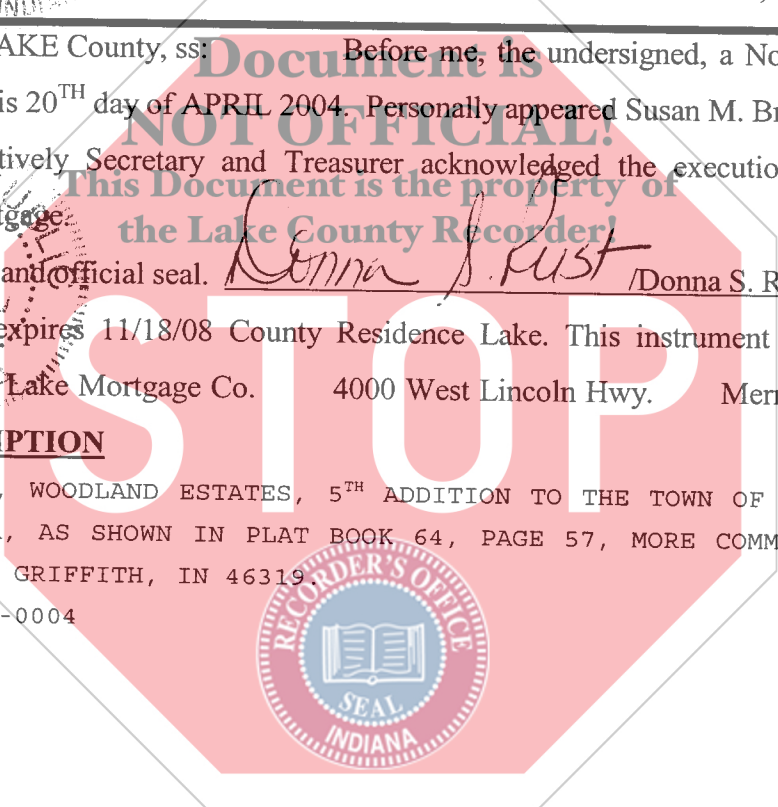 AKE County, ss: Before me, the undersigned, a No
is 20TH day of APRIL 2004. Personally appeared Susan M. Br
tively Secretary and Treasurer acknowledged the executio
tgage.
and official seal. Donna S. Rust /Donna S. R
expires 11/18/08 County Residence Lake. This instrument
Lake Mortgage Co. 4000 West Lincoln Hwy. Merr
IPTION
, WOODLAND ESTATES, 5TH ADDITION TO THE TOWN OF
, AS SHOWN IN PLAT BOOK 64, PAGE 57, MORE COMM
GRIFFITH, IN 46319.
-0004
Document is
NOT OFFICIAL!
This Document is the property of
the Lake County Recorder!
STOP
RECORDER'S OFFICE
SEAL
INDIANA